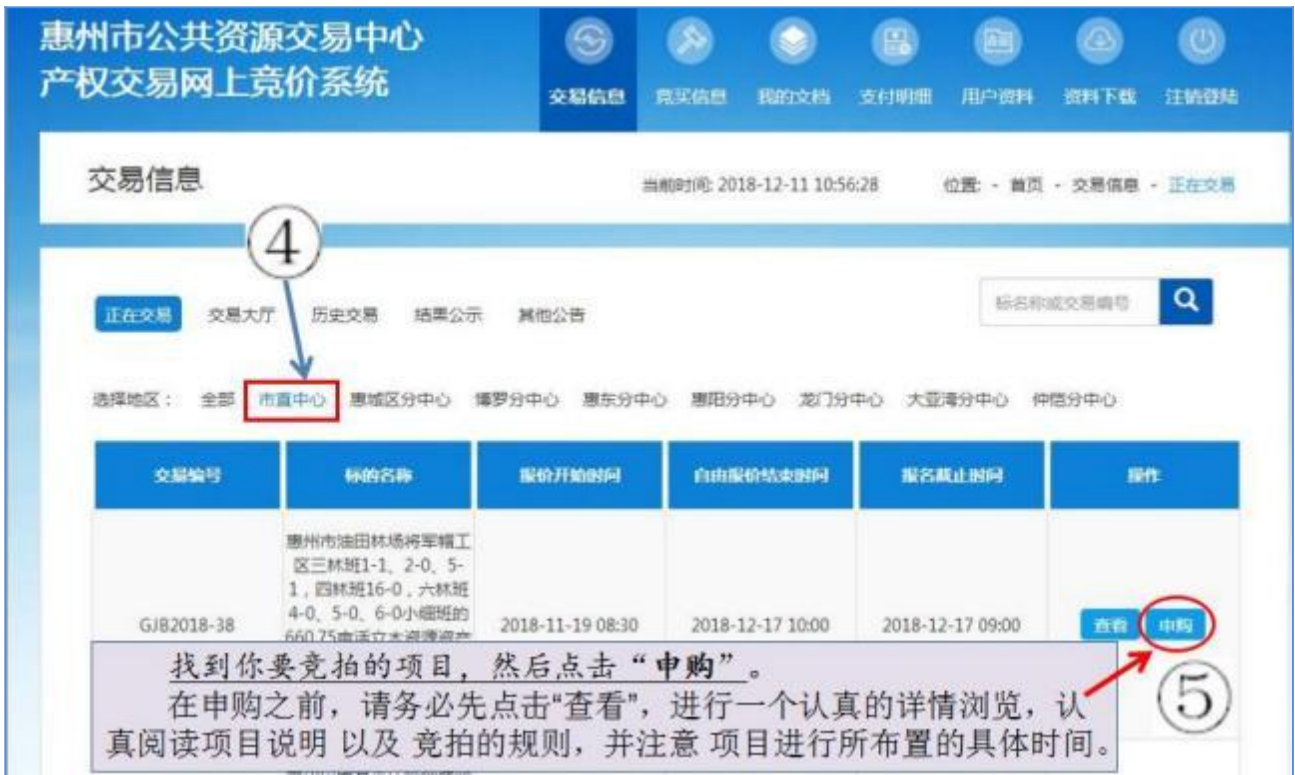 惠州市公共资源交易中心
产权交易网上竞价系统
交易信息 竞买信息 我的文档 支付明细 用户资料 资料下载 注销登陆
交易信息
当前时间: 2018-12-11 10:56:28 位置: - 首页 - 交易信息 - 正在交易
④
正在交易 交易大厅 历史交易 结果公示 其他公告
标名称或交易编号
选择地区： 全部 市直中心 惠城区分中心 博罗分中心 惠东分中心 惠阳分中心 龙门分中心 大亚湾分中心 仲恺分中心
交易编号 标的名称 报价开始时间 自由报价结束时间 报名截止时间 操作
惠州市油田林场将军帽工
区三林班1-1、2-0、5-
1，四林班16-0，六林班
4-0、5-0、6-0小细班的
GJB2018-38 660.75亩活立木资源资产 2018-11-19 08:30 2018-12-17 10:00 2018-12-17 09:00 查看 申购
找到你要竞拍的项目，然后点击“申购”。
在申购之前，请务必先点击“查看”，进行一个认真的详情浏览，认
真阅读项目说明 以及 竞拍的规则，并注意 项目进行所布置的具体时间。
⑤